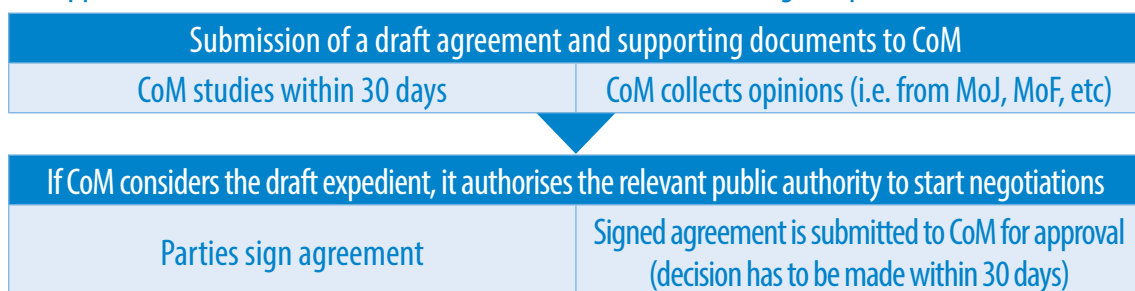 Submission of a draft agreement and supporting documents to CoM
CoM studies within 30 days
CoM collects opinions (i.e. from MoJ, MoF, etc)
If CoM considers the draft expedient, it authorises the relevant public authority to start negotiations
Parties sign agreement
Signed agreement is submitted to CoM for approval
(decision has to be made within 30 days)